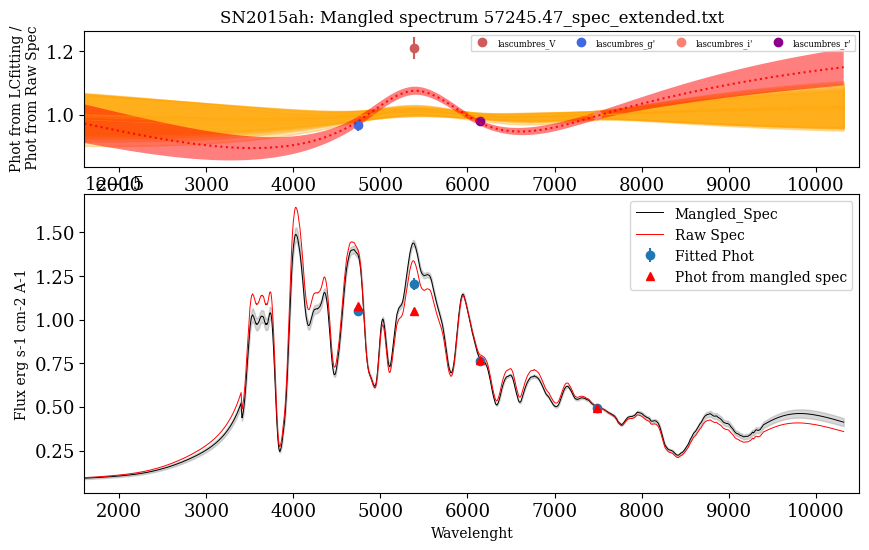 SN2015ah: Mangled spectrum 57245.47_spec_extended.txt
Phot from LCfitting /
Phot from Raw Spec
1.2
1.0
lascumbres_V
lascumbres_g'
lascumbres_i'
lascumbres_r'
2000 3000 4000 5000 6000 7000 8000 9000 10000
1e−15
Flux erg s-1 cm-2 A-1
1.50
1.25
1.00
0.75
0.50
0.25
Mangled_Spec
Raw Spec
Fitted Phot
Phot from mangled spec
2000 3000 4000 5000 6000 7000 8000 9000 10000
Wavelenght